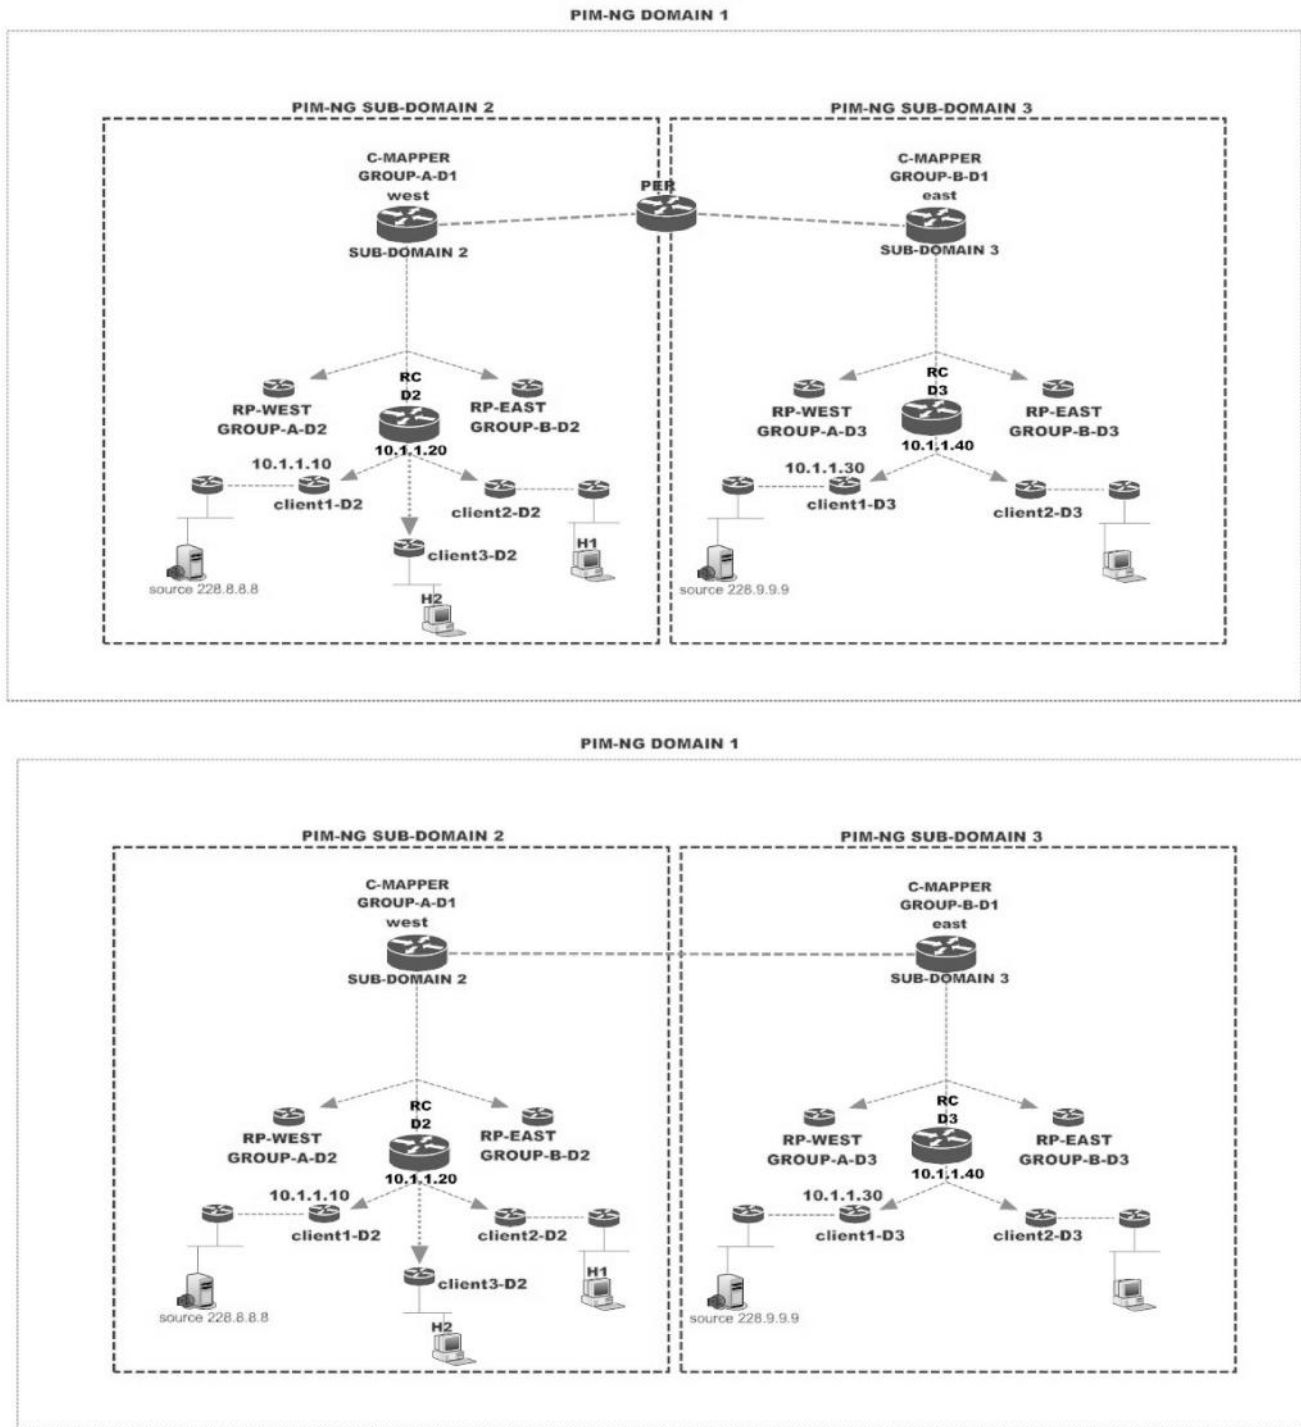 PIM-NG DOMAIN 1
PIM-NG SUB-DOMAIN 2
PIM-NG SUB-DOMAIN 3
C-MAPPER
GROUP-A-D1
west
C-MAPPER
GROUP-B-D1
east
PER
SUB-DOMAIN 2
SUB-DOMAIN 3
RC
D2
RP-WEST
GROUP-A-D2
RP-EAST
GROUP-B-D2
10.1.1.20
10.1.1.10
client1-D2
client2-D2
client3-D2
H1
H2
source 228.8.8.8
RC
D3
RP-WEST
GROUP-A-D3
RP-EAST
GROUP-B-D3
10.1.1.40
10.1.1.30
client1-D3
client2-D3
source 228.9.9.9
PIM-NG DOMAIN 1
PIM-NG SUB-DOMAIN 2
PIM-NG SUB-DOMAIN 3
C-MAPPER
GROUP-A-D1
west
C-MAPPER
GROUP-B-D1
east
SUB-DOMAIN 2
SUB-DOMAIN 3
RC
D2
RP-WEST
GROUP-A-D2
RP-EAST
GROUP-B-D2
10.1.1.20
10.1.1.10
client1-D2
client2-D2
client3-D2
H1
H2
source 228.8.8.8
RC
D3
RP-WEST
GROUP-A-D3
RP-EAST
GROUP-B-D3
10.1.1.40
10.1.1.30
client1-D3
client2-D3
source 228.9.9.9